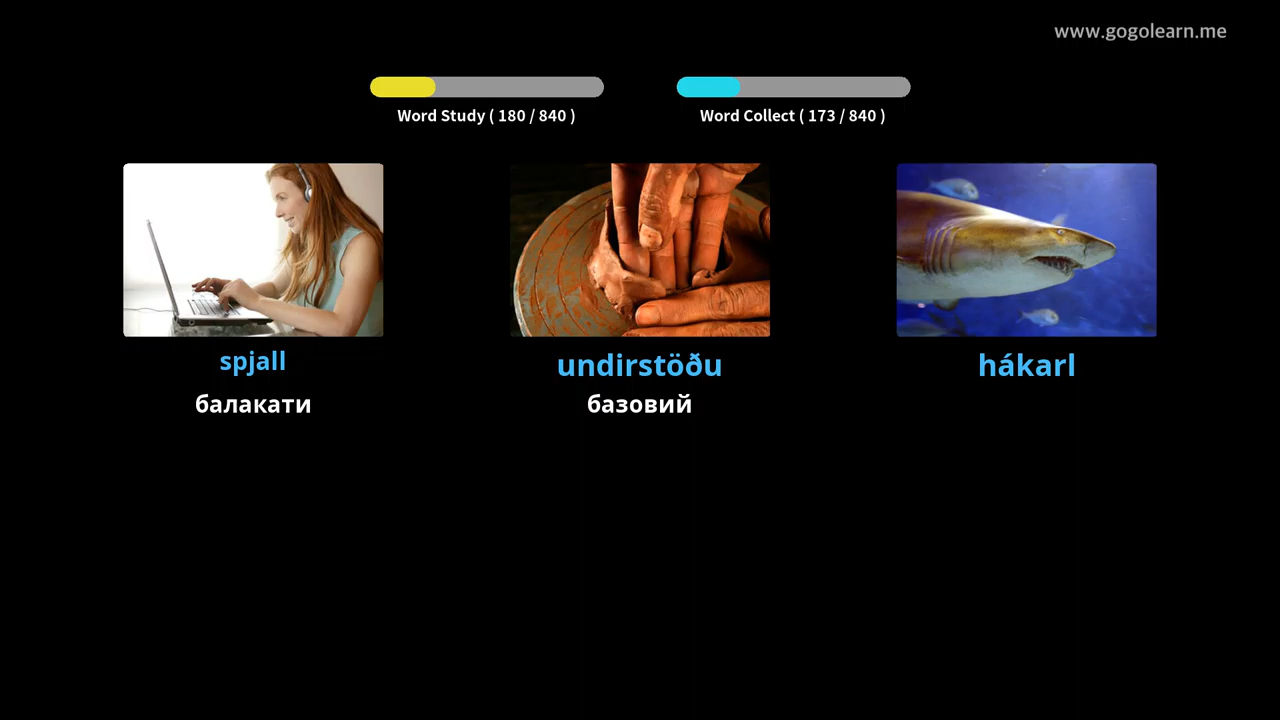 www.gogolearn.me
Word Study ( 180 / 840 )
Word Collect ( 173 / 840 )
spjall
undirstöðu
hákarl
балакати
базовий